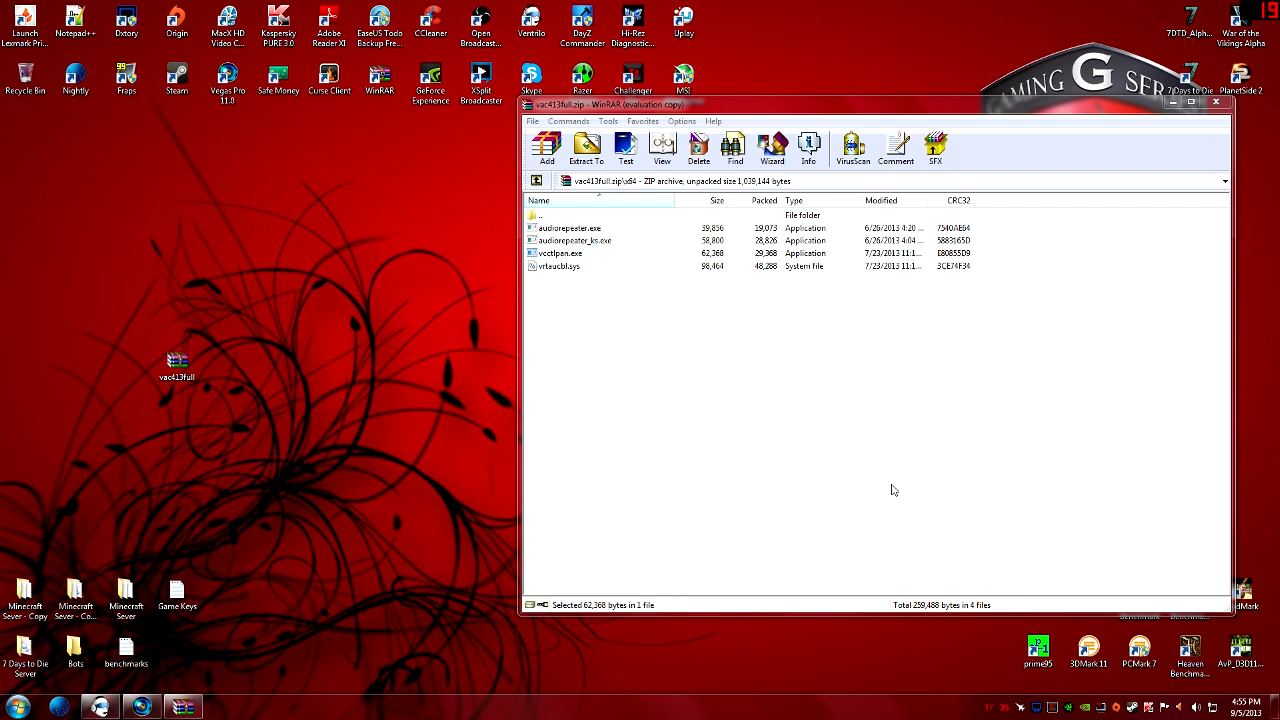 Launch
Lexmark Pri...
Notepad++
Dxtory
Origin
MacX HD
Video C...
Kaspersky
PURE 3.0
Adobe
Reader XI
EaseUS Todo
Backup Fre...
CCleaner
Open
Broadcast...
Ventrilo
DayZ
Commander
Hi-Rez
Diagnostic...
Uplay
7DTD_Alph...
War of the
Vikings Alpha
19
Recycle Bin
Nightly
99
Fraps
Steam
Vegas Pro
11.0
Safe Money
Curse Client
WinRAR
GeForce
Experience
XSplit
Broadcaster
Skype
Razer
Challenger
MSI
7 Days to Die
PlanetSide 2
GAMING G SER
vac413full.zip - WinRAR (evaluation copy)
File Commands Tools Favorites Options Help
Add Extract To Test View Delete Find Wizard Info VirusScan Comment SFX
vac413full.zip\x64 - ZIP archive, unpacked size 1,039,144 bytes
Name Size Packed Type Modified CRC32
.. File folder
audiorepeater.exe 39,856 19,073 Application 6/26/2013 4:20 ... 7540AE64
audiorepeater_ks.exe 58,800 28,826 Application 6/26/2013 4:04 ... 5883165D
vcctlpan.exe 62,368 29,368 Application 7/23/2013 11:1... E80855D9
vrtaucbl.sys 98,464 48,288 System file 7/23/2013 11:1... 3CE74F34
vac413full
Selected 62,368 bytes in 1 file
Total 259,488 bytes in 4 files
Minecraft
Sever - Copy
Minecraft
Sever - Co...
Minecraft
Sever
Game Keys
7 Days to Die
Server
Bots
benchmarks
prime95
3DMark 11
PCMark 7
Heaven
Benchma...
AvP_D3D11...
4:55 PM
9/5/2013